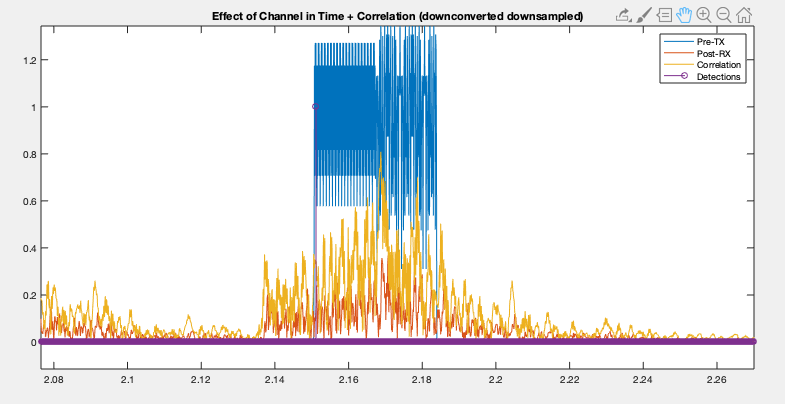 Effect of Channel in Time + Correlation (downconverted downsampled)
Pre-TX
Post-RX
Correlation
Detections
1.2
1
0.8
0.6
0.4
0.2
0
2.08 2.1 2.12 2.14 2.16 2.18 2.2 2.22 2.24 2.26